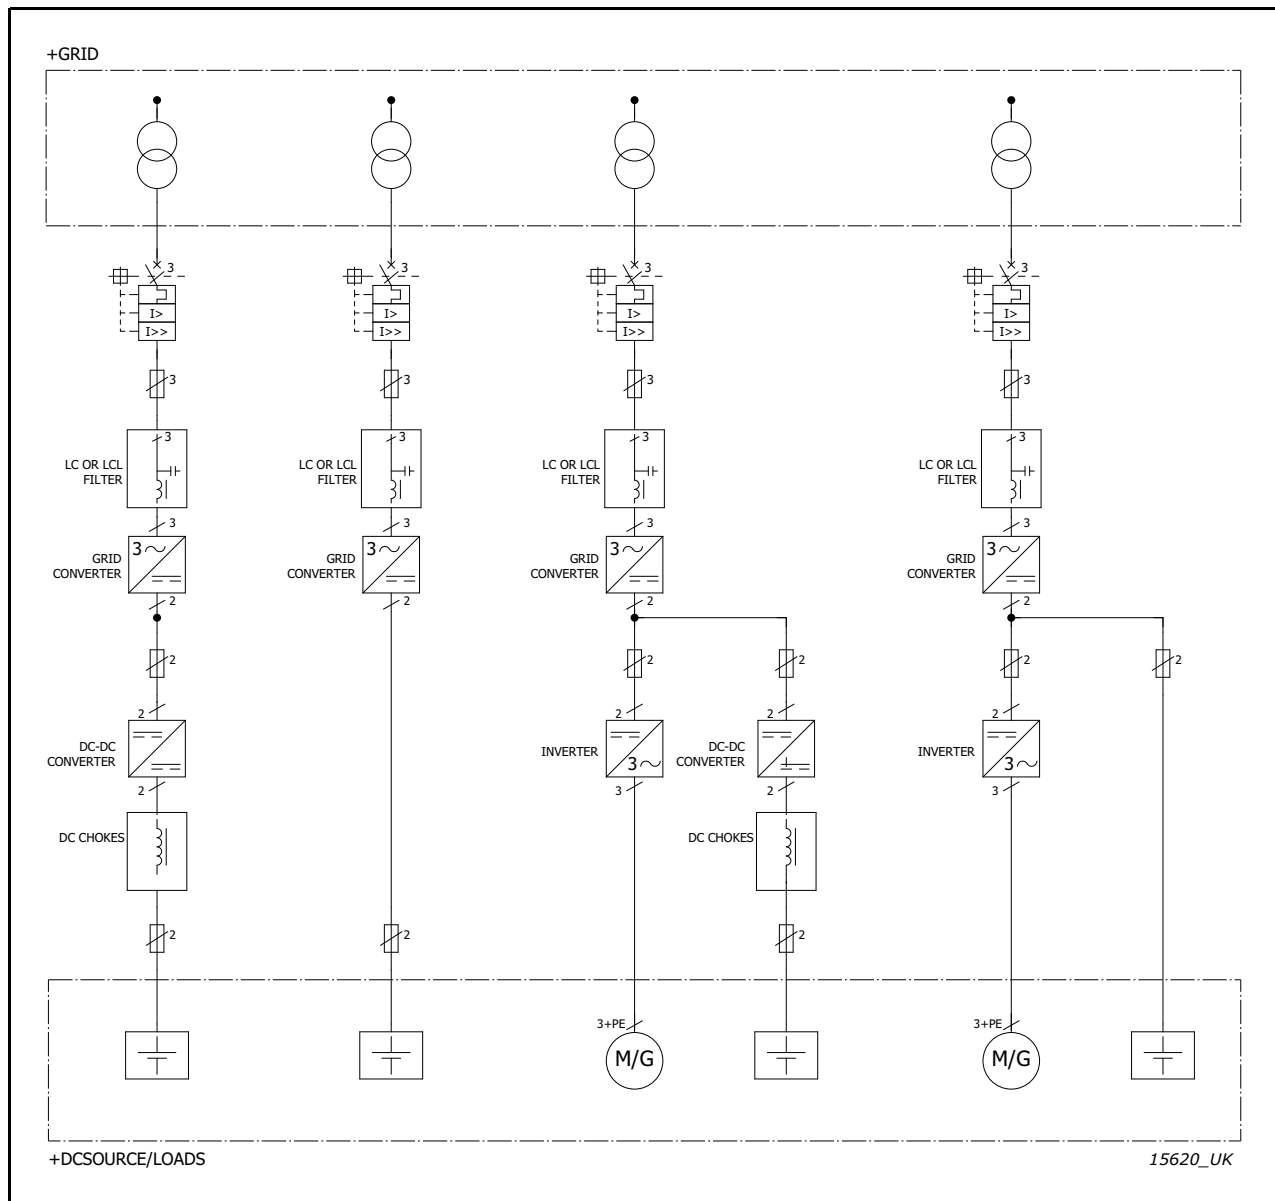 +GRID
3 3 3 3
I> I> I> I>
I>> I>> I>> I>>
3 3 3 3
3 3 3 3
LC OR LCL LC OR LCL LC OR LCL LC OR LCL
FILTER FILTER FILTER FILTER
3 3 3 3
3 3 3 3
GRID GRID GRID GRID
CONVERTER CONVERTER CONVERTER CONVERTER
2 2 2 2
2 2 2 2 2
2 2 2 2
DC-DC INVERTER DC-DC INVERTER
CONVERTER CONVERTER
3 3
2 3 2 3
DC CHOKES DC CHOKES
2 2 2
3+PE 3+PE
M/G M/G
+DCSOURCE/LOADS
15620_UK